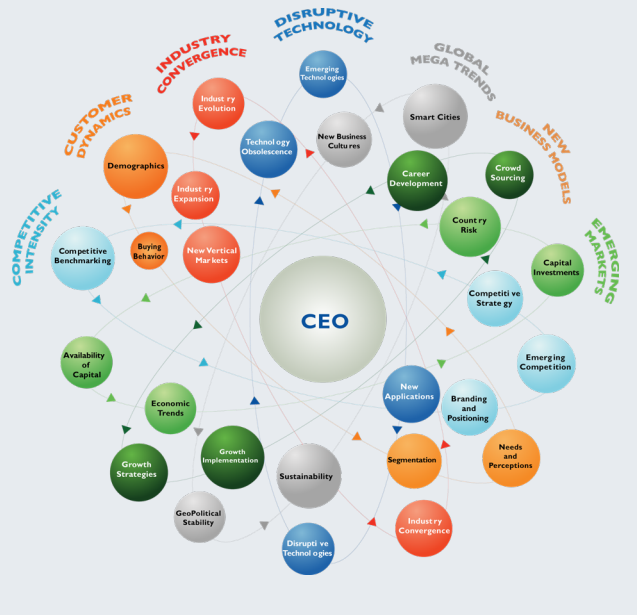 DISRUPTIVE
TECHNOLOGY
INDUSTRY
CONVERGENCE
GLOBAL
MEGA TRENDS
CUSTOMER
DYNAMICS
NEW
BUSINESS MODELS
COMPETITIVE
INTENSITY
EMERGING
MARKETS
Emerging
Technologies
Industry
Evolution
Smart Cities
Technology
Obsolescence
New Business
Cultures
Demographics
Career
Development
Crowd
Sourcing
Industry
Expansion
Country
Risk
Competitive
Benchmarking
Buying
Behavior
New Vertical
Markets
Capital
Investments
Competitive
Strategy
CEO
Availability
of
Capital
Emerging
Competition
Economic
Trends
New
Applications
Branding
and
Positioning
Growth
Strategies
Growth
Implementation
Sustainability
Segmentation
Needs
and
Perceptions
GeoPolitical
Stability
Disruptive
Technologies
Industry
Convergence